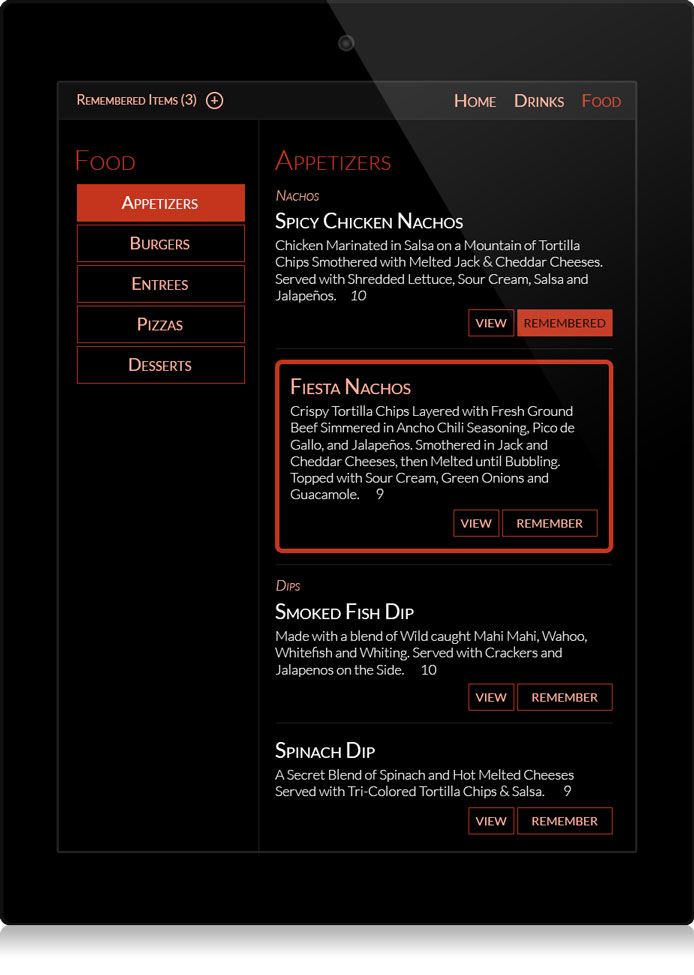 Remembered Items (3) +
Home Drinks Food
Food
Appetizers
Burgers
Entrees
Pizzas
Desserts
Appetizers
Nachos
Spicy Chicken Nachos
Chicken Marinated in Salsa on a Mountain of Tortilla
Chips Smothered with Melted Jack & Cheddar Cheeses.
Served with Shredded Lettuce, Sour Cream, Salsa and
Jalapeños. 10
VIEW REMEMBERED
Fiesta Nachos
Crispy Tortilla Chips Layered with Fresh Ground
Beef Simmered in Ancho Chili Seasoning, Pico de
Gallo, and Jalapeños. Smothered in Jack and
Cheddar Cheeses, then Melted until Bubbling.
Topped with Sour Cream, Green Onions and
Guacamole. 9
VIEW REMEMBER
Dips
Smoked Fish Dip
Made with a blend of Wild caught Mahi Mahi, Wahoo,
Whitefish and Whiting. Served with Crackers and
Jalapenos on the Side. 10
VIEW REMEMBER
Spinach Dip
A Secret Blend of Spinach and Hot Melted Cheeses
Served with Tri-Colored Tortilla Chips & Salsa. 9
VIEW REMEMBER